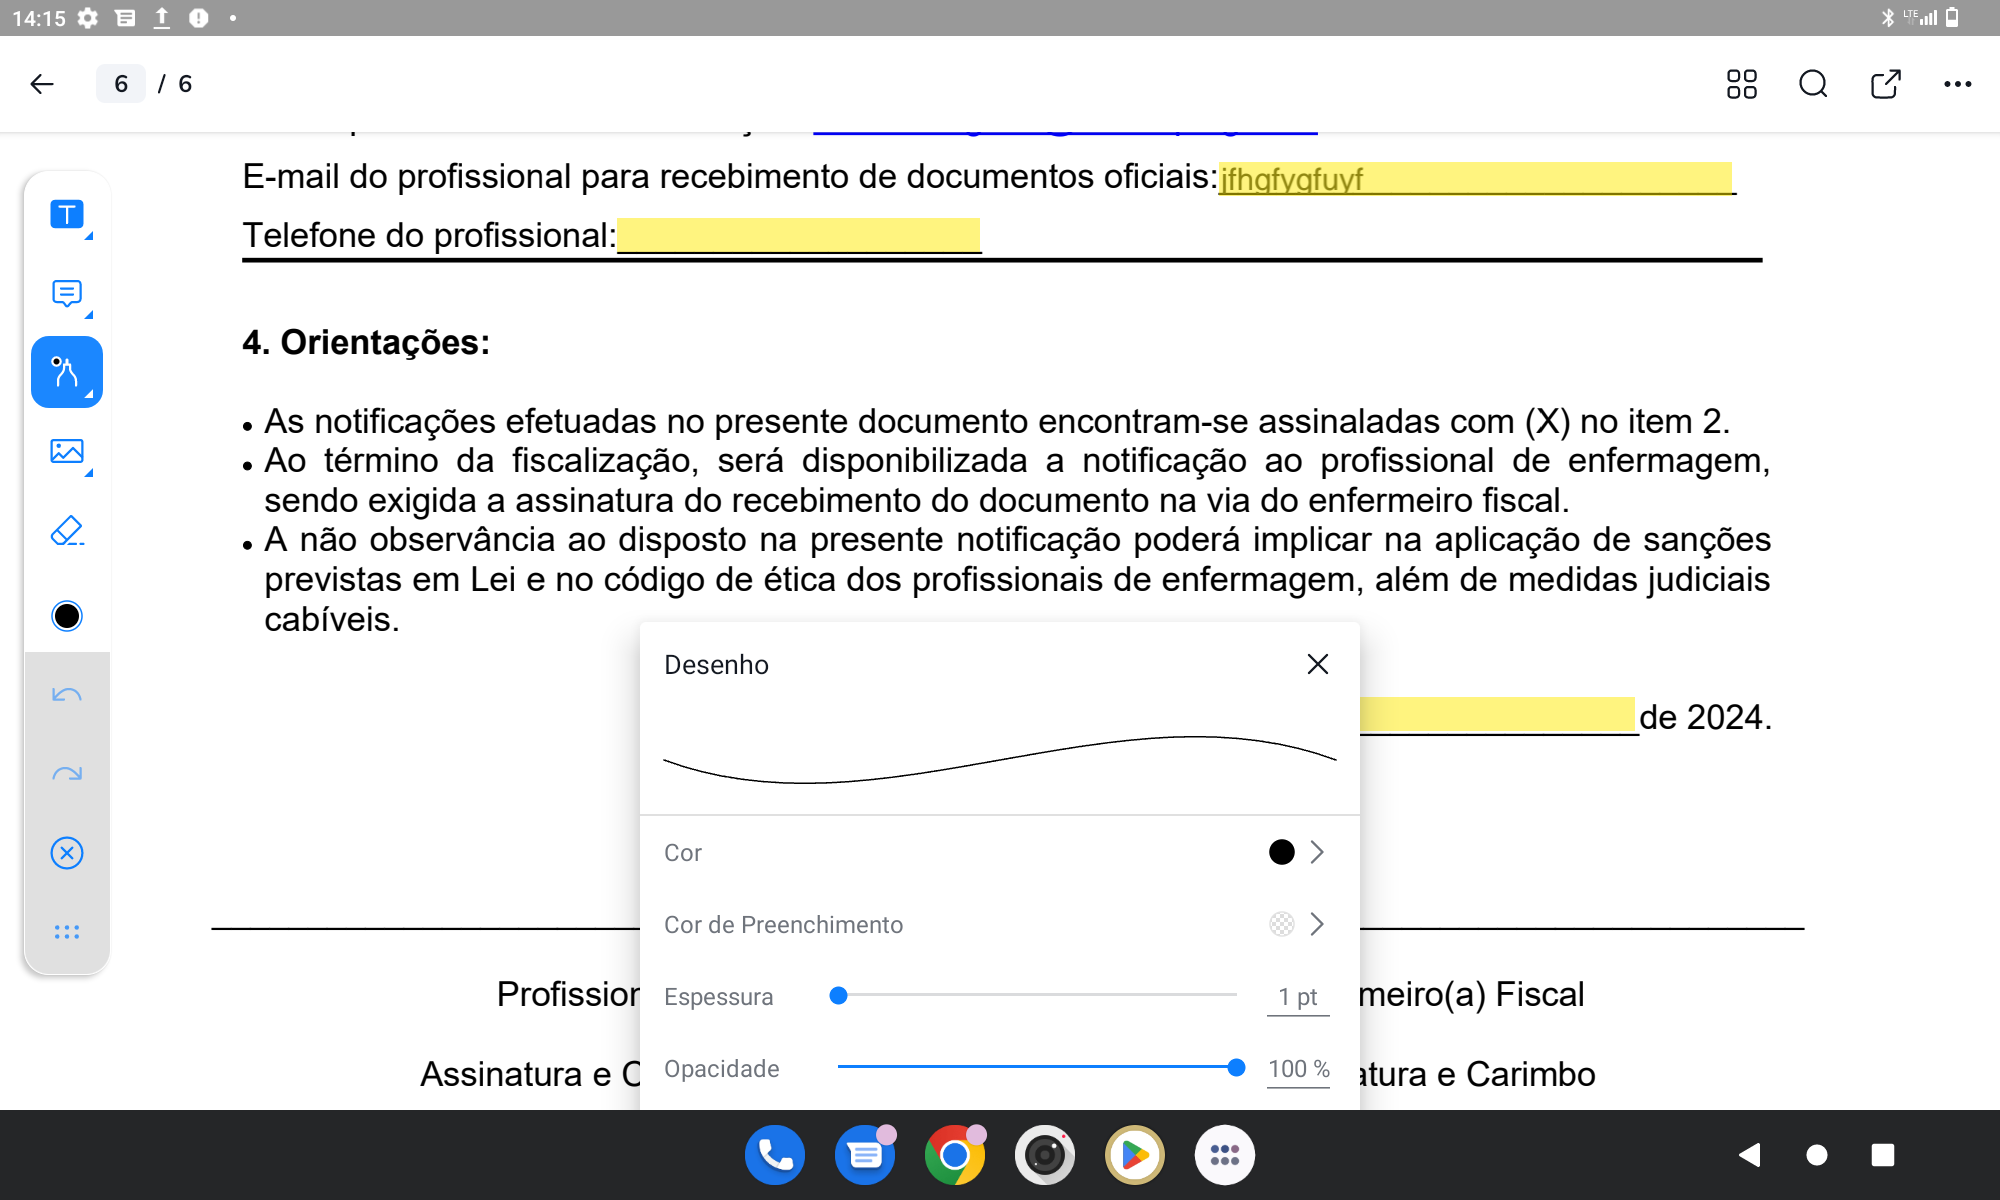 14:15
LTE
6 / 6
E-mail do profissional para recebimento de documentos oficiais: jfhgfygfuyf
Telefone do profissional:
4. Orientações:
• As notificações efetuadas no presente documento encontram-se assinaladas com (X) no item 2.
• Ao término da fiscalização, será disponibilizada a notificação ao profissional de enfermagem,
sendo exigida a assinatura do recebimento do documento na via do enfermeiro fiscal.
• A não observância ao disposto na presente notificação poderá implicar na aplicação de sanções
previstas em Lei e no código de ética dos profissionais de enfermagem, além de medidas judiciais
cabíveis.
Desenho
de 2024.
Cor
Cor de Preenchimento
Espessura 1 pt
Opacidade 100 %
Profission meiro(a) Fiscal
Assinatura e C atura e Carimbo